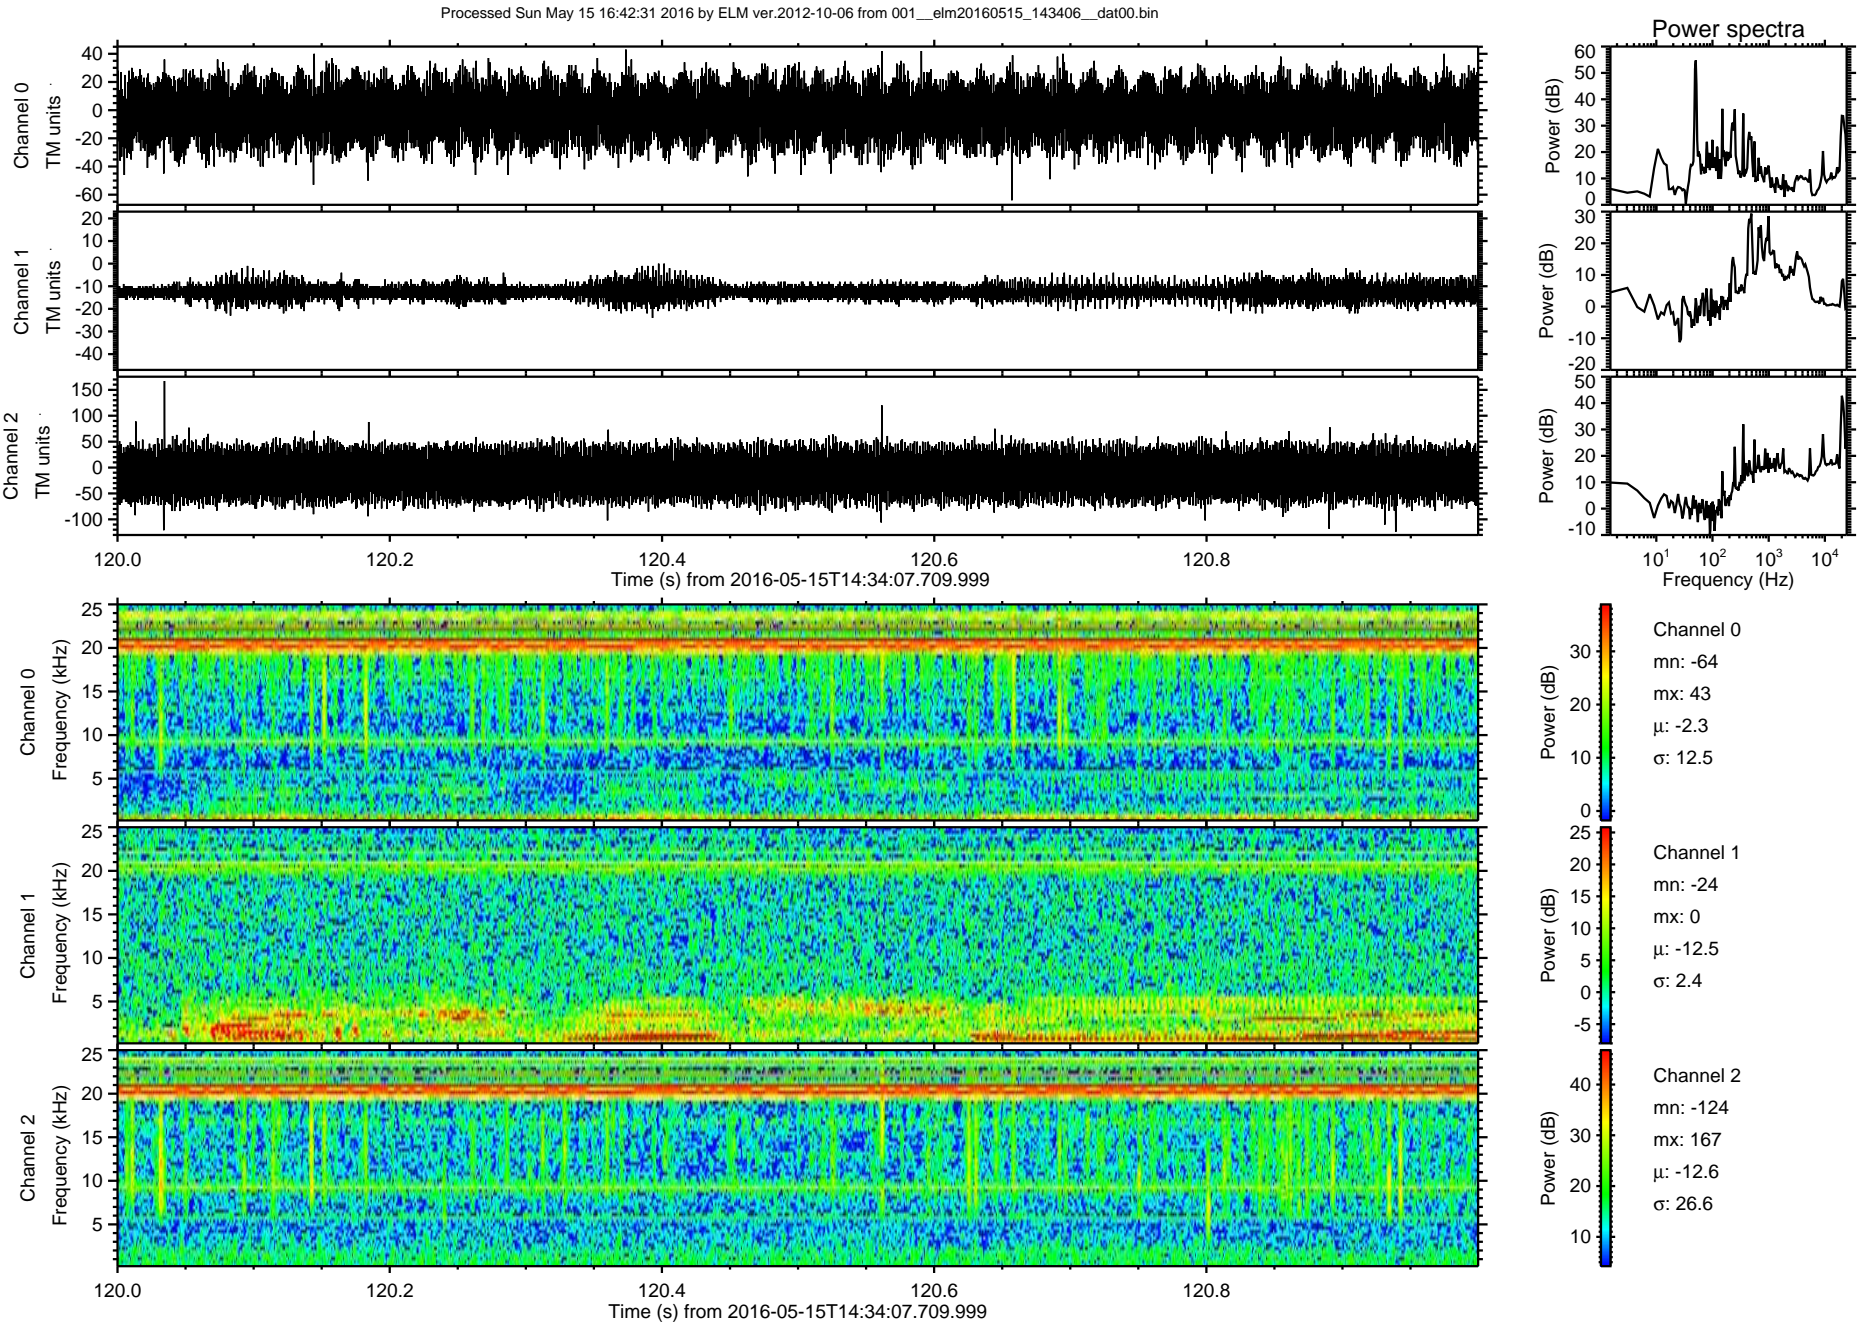 Processed Sun May 15 16:42:31 2016 by ELM ver.2012-10-06 from 001__elm20160515_143406__dat00.bin
Power spectra
Channel 0
TM units
40
20
0
-20
-40
-60
Power (dB)
60
50
40
30
20
10
0
Channel 1
TM units
20
10
0
-10
-20
-30
-40
Power (dB)
30
20
10
0
-10
-20
Channel 2
TM units
150
100
50
0
-50
-100
Power (dB)
50
40
30
20
10
0
-10
120.0 120.2 120.4 120.6 120.8
Time (s) from 2016-05-15T14:34:07.709.999
10^1 10^2 10^3 10^4
Frequency (Hz)
Channel 0
Frequency (kHz)
25
20
15
10
5
Power (dB)
30
20
10
0
Channel 0
mn: -64
mx: 43
μ: -2.3
σ: 12.5
Channel 1
Frequency (kHz)
25
20
15
10
5
Power (dB)
25
20
15
10
5
0
-5
Channel 1
mn: -24
mx: 0
μ: -12.5
σ: 2.4
Channel 2
Frequency (kHz)
25
20
15
10
5
Power (dB)
40
30
20
10
Channel 2
mn: -124
mx: 167
μ: -12.6
σ: 26.6
120.0 120.2 120.4 120.6 120.8
Time (s) from 2016-05-15T14:34:07.709.999